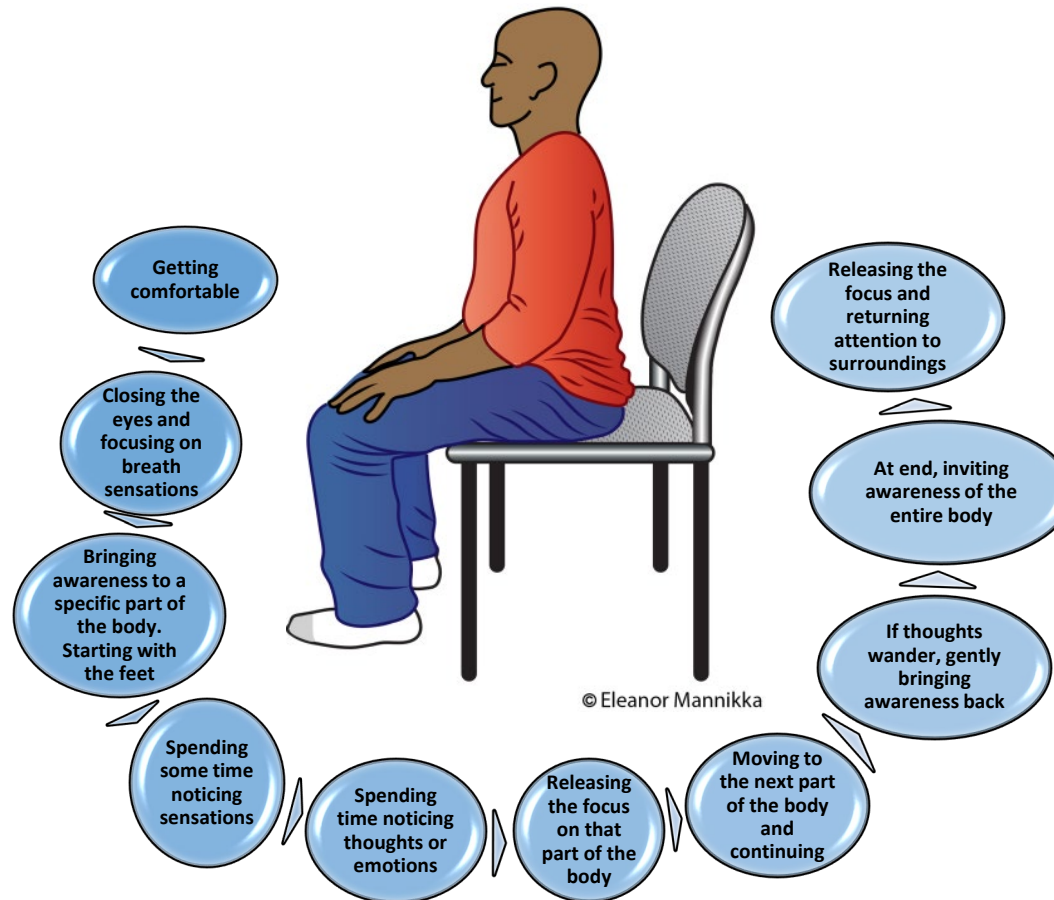 Getting
comfortable
Closing the
eyes and
focusing on
breath
sensations
Bringing
awareness to a
specific part of
the body.
Starting with
the feet
Spending
some time
noticing
sensations
Spending
time noticing
thoughts or
emotions
Releasing
the focus
on that
part of the
body
Moving to
the next part
of the body
and
continuing
If thoughts
wander, gently
bringing
awareness back
At end, inviting
awareness of the
entire body
Releasing the
focus and
returning
attention to
surroundings
© Eleanor Mannikka